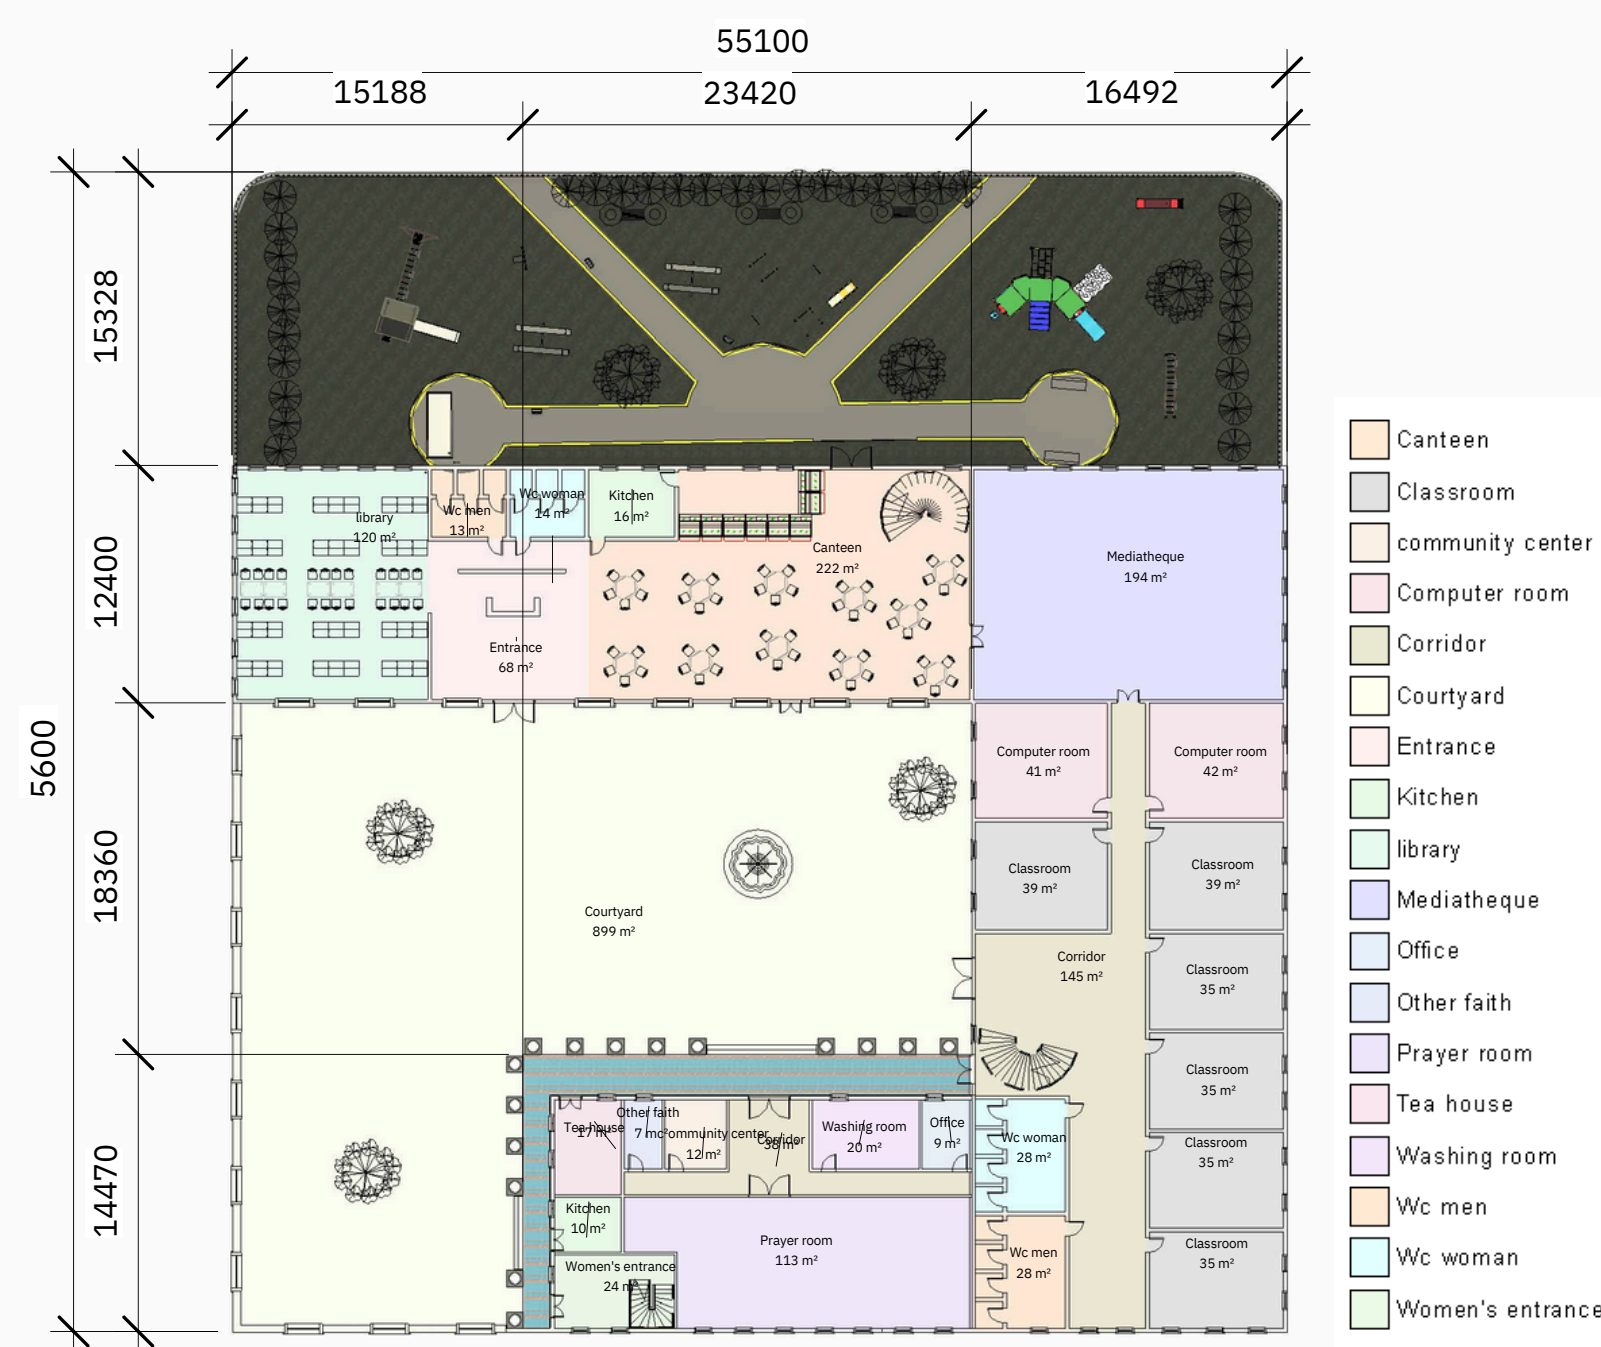 55100
15188
23420
16492
15328
12400
5600
18360
14470
library
120 m²
Wc men
13 m²
Wc woman
14 m²
Kitchen
16 m²
Canteen
222 m²
Mediatheque
194 m²
Entrance
68 m²
Computer room
41 m²
Computer room
42 m²
Classroom
39 m²
Classroom
39 m²
Courtyard
899 m²
Corridor
145 m²
Classroom
35 m²
Classroom
35 m²
Tea house
17 m²
Other faith
7 m²
community center
12 m²
Corridor
38 m²
Washing room
20 m²
Office
9 m²
Wc woman
28 m²
Classroom
35 m²
Kitchen
10 m²
Prayer room
113 m²
Women's entrance
24 m²
Wc men
28 m²
Classroom
35 m²
Canteen
Classroom
community center
Computer room
Corridor
Courtyard
Entrance
Kitchen
library
Mediatheque
Office
Other faith
Prayer room
Tea house
Washing room
Wc men
Wc woman
Women's entrance